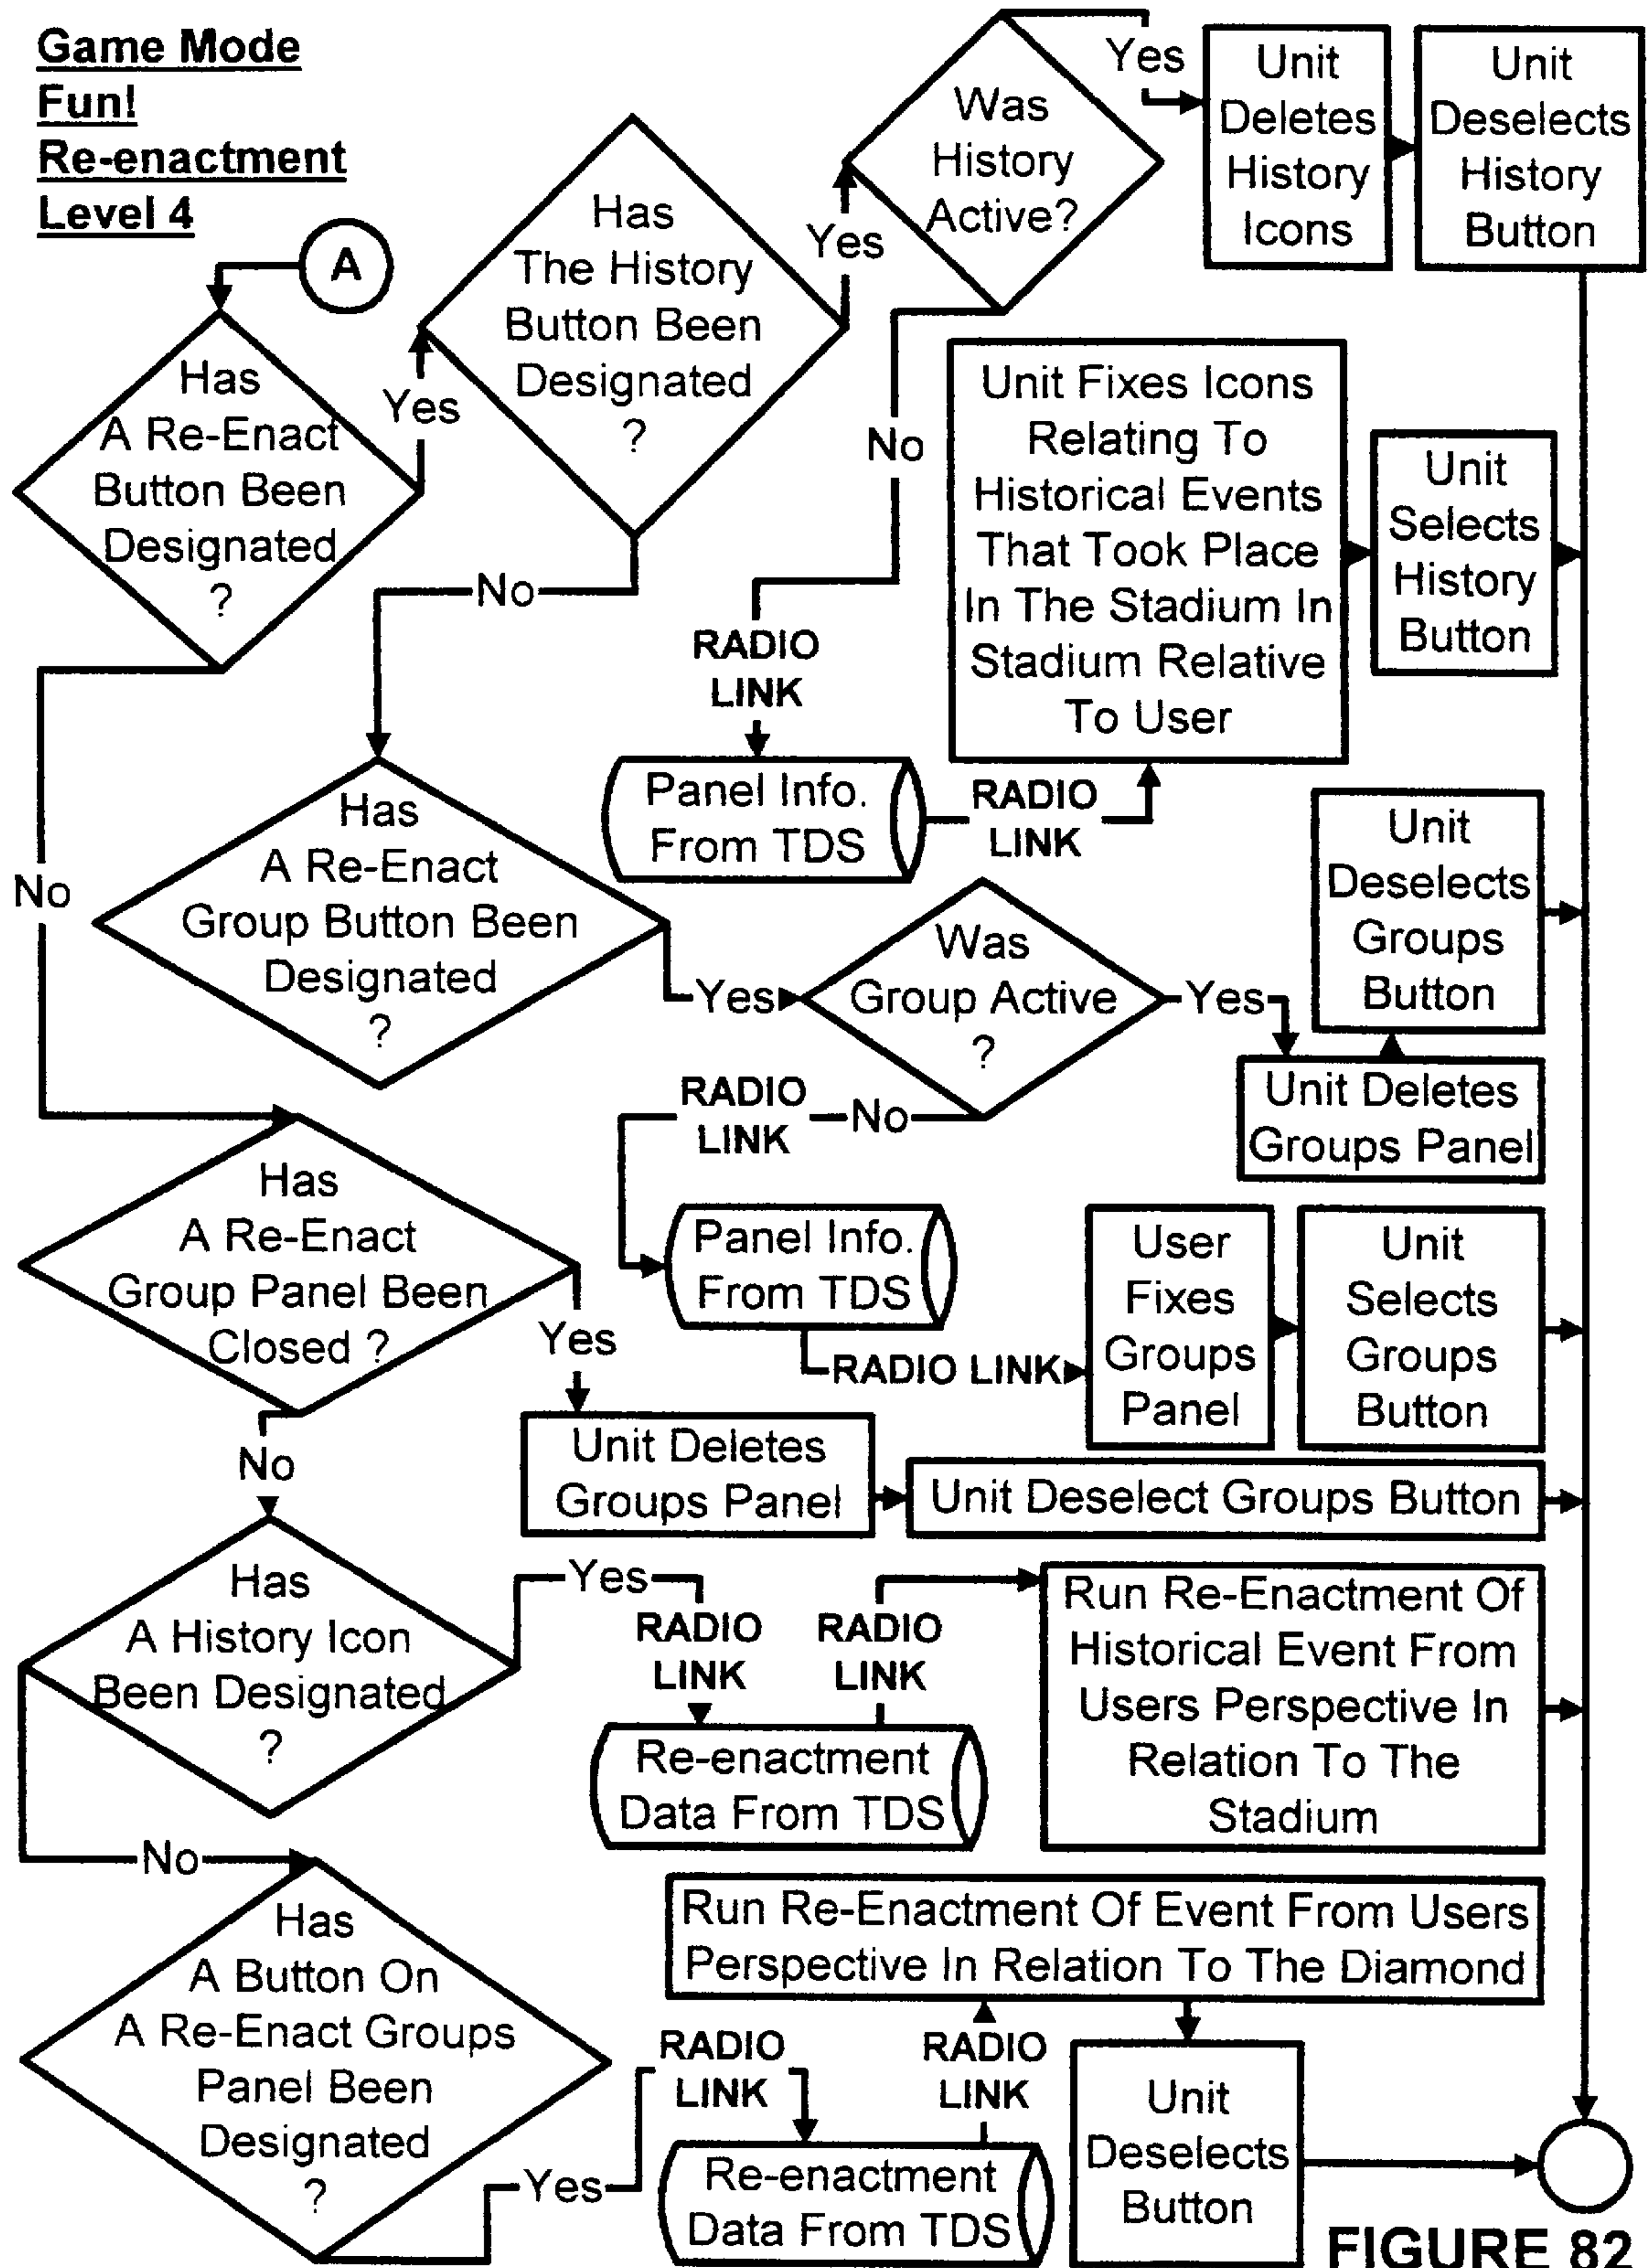 Game Mode
Fun!
Re-enactment
Level 4
A
Has
A Re-Enact
Button Been
Designated
?
Yes
No
Has
The History
Button Been
Designated
?
Yes
No
Was
History
Active?
Yes
No
Unit
Deletes
History
Icons
Unit
Deselects
History
Button
RADIO
LINK
Panel Info.
From TDS
RADIO
LINK
Unit Fixes Icons
Relating To
Historical Events
That Took Place
In The Stadium In
Stadium Relative
To User
Unit
Selects
History
Button
Has
A Re-Enact
Group Button Been
Designated
?
Yes
Was
Group Active
?
Yes
Unit
Deselects
Groups
Button
Unit Deletes
Groups Panel
No
RADIO
LINK
Panel Info.
From TDS
RADIO LINK
User
Fixes
Groups
Panel
Unit
Selects
Groups
Button
Has
A Re-Enact
Group Panel Been
Closed ?
Yes
No
Unit Deletes
Groups Panel
Unit Deselect Groups Button
Has
A History Icon
Been Designated
?
Yes
No
RADIO
LINK
RADIO
LINK
Re-enactment
Data From TDS
Run Re-Enactment Of
Historical Event From
Users Perspective In
Relation To The
Stadium
Has
A Button On
A Re-Enact Groups
Panel Been
Designated
?
Yes
RADIO
LINK
RADIO
LINK
Re-enactment
Data From TDS
Run Re-Enactment Of Event From Users
Perspective In Relation To The Diamond
Unit
Deselects
Button
FIGURE 82